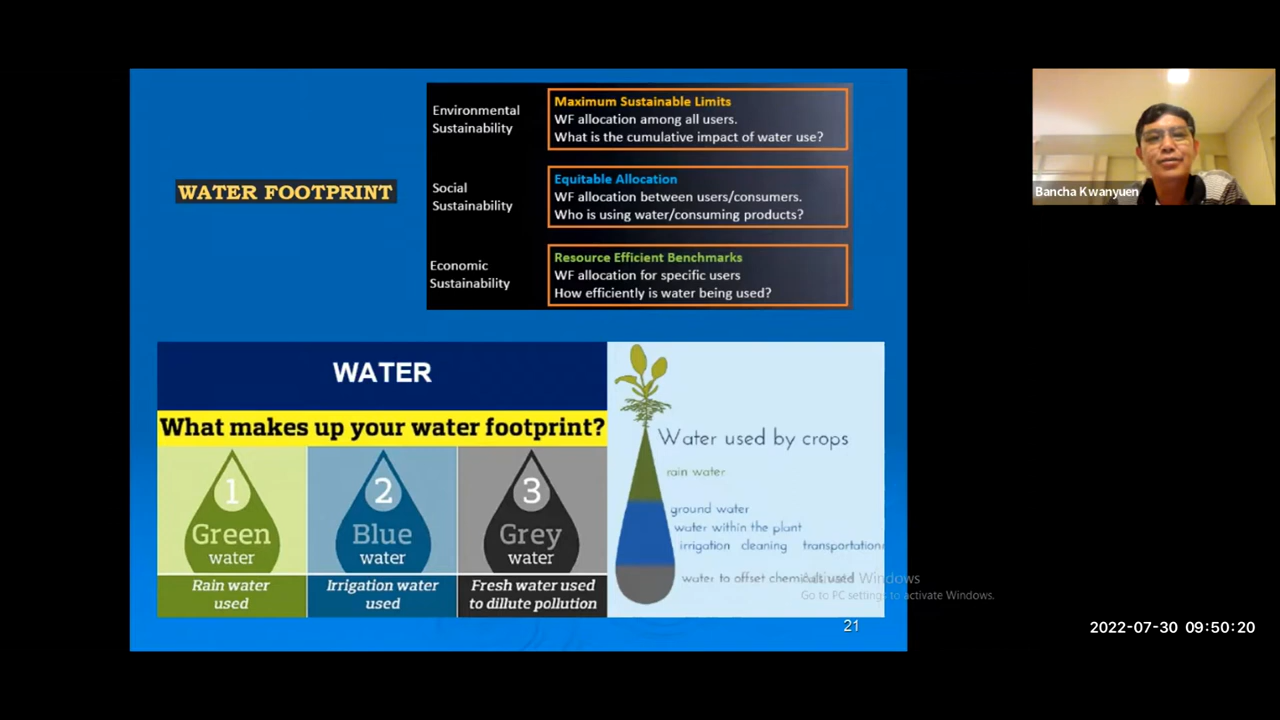 WATER FOOTPRINT
Environmental
Sustainability
Maximum Sustainable Limits
WF allocation among all users.
What is the cumulative impact of water use?
Social
Sustainability
Equitable Allocation
WF allocation between users/consumers.
Who is using water/consuming products?
Economic
Sustainability
Resource Efficient Benchmarks
WF allocation for specific users
How efficiently is water being used?
WATER
What makes up your water footprint?
1
Green
water
Rain water
used
2
Blue
water
Irrigation water
used
3
Grey
water
Fresh water used
to dillute pollution
Water used by crops
rain water
ground water
water within the plant
irrigation cleaning transportation
water to offset chemicals used
Activate Windows
Go to PC settings to activate Windows.
21
Bancha Kwanyuen
2022-07-30 09:50:20